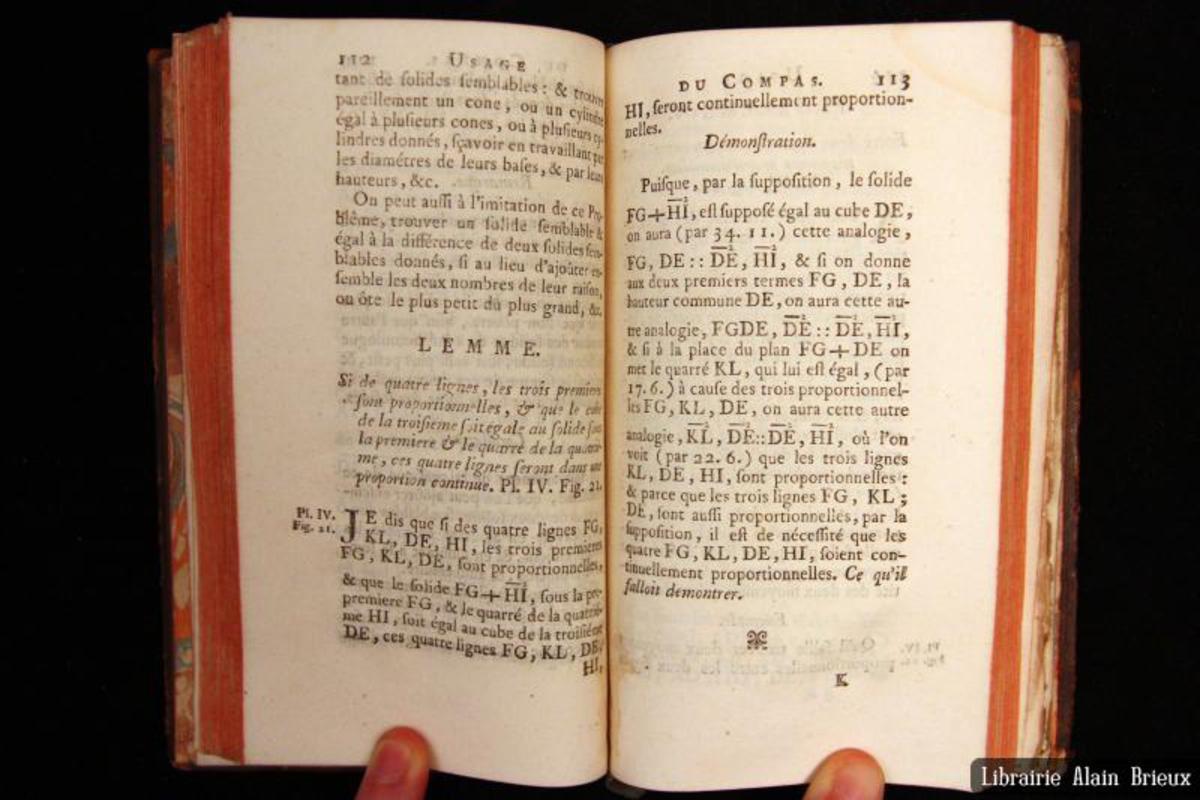 112 USAGE
tant de solides semblables : & trouver
pareillement un cone, ou un cylindre
égal à plusieurs cones, ou à plusieurs cy-
lindres donnés, sçavoir en travaillant par
les diamétres de leurs bases, & par leurs
hauteurs, &c.
On peut aussi à l'imitation de ce Pro-
blême, trouver un solide semblable &
égal à la différence de deux solides sem-
blables donnés, si au lieu d'ajoûter en-
semble les deux nombres de leur raison,
on ôte le plus petit du plus grand, &c.
LEMME.
Si de quatre lignes, les trois premieres
sont proportionnelles, & que le cube
de la troisiéme soit égale au solide sous
la premiere & le quarré de la quatrié-
me, ces quatre lignes seront dans une
proportion continue. Pl. IV. Fig. 21.
Pl. IV.
Fig. 21.
JE dis que si des quatre lignes FG,
KL, DE, HI, les trois premieres
FG, KL, DE, sont proportionnelles,
& que le solide FG+H̅I̅², sous la pre-
premiere FG, & le quarré de la quatrié-
me HI, soit égal au cube de la troisiéme
DE, ces quatre lignes FG, KL, DE,
HI,
DU COMPAS. 113
HI, seront continuellement proportion-
nelles.
Démonstration.
Puisque, par la supposition, le solide
FG+H̅I̅², est supposé égal au cube DE,
on aura (par 34. 11.) cette analogie,
FG, DE :: D̅E̅², H̅I̅², & si on donne
aux deux premiers termes FG, DE, la
hauteur commune DE, on aura cette au-
tre analogie, FGDE, D̅E̅² :: D̅E̅², H̅I̅²,
& si à la place du plan FG+DE on
met le quarré KL, qui lui est égal, (par
17. 6.) à cause des trois proportionnel-
les FG, KL, DE, on aura cette autre
analogie, K̅L̅², D̅E̅² :: D̅E̅², H̅I̅², où l'on
voit (par 22. 6.) que les trois lignes
KL, DE, HI, sont proportionnelles :
& parce que les trois lignes FG, KL ;
DE, sont aussi proportionnelles, par la
supposition, il est de nécessité que les
quatre FG, KL, DE, HI, soient con-
tinuellement proportionnelles. Ce qu'il
falloit démontrer.
K
Librairie Alain Brieux